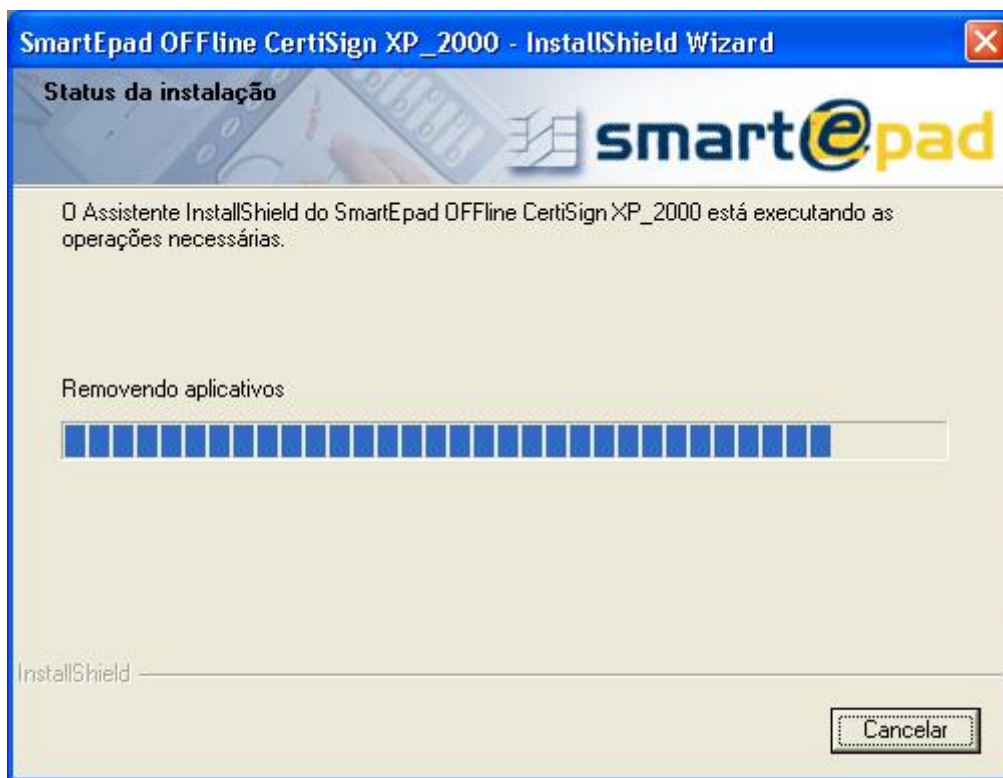 SmartEpad OFFline CertiSign XP_2000 - InstallShield Wizard
Status da instalação
smart@pad
O Assistente InstallShield do SmartEpad OFFline CertiSign XP_2000 está executando as
operações necessárias.
Removendo aplicativos
InstallShield
Cancelar